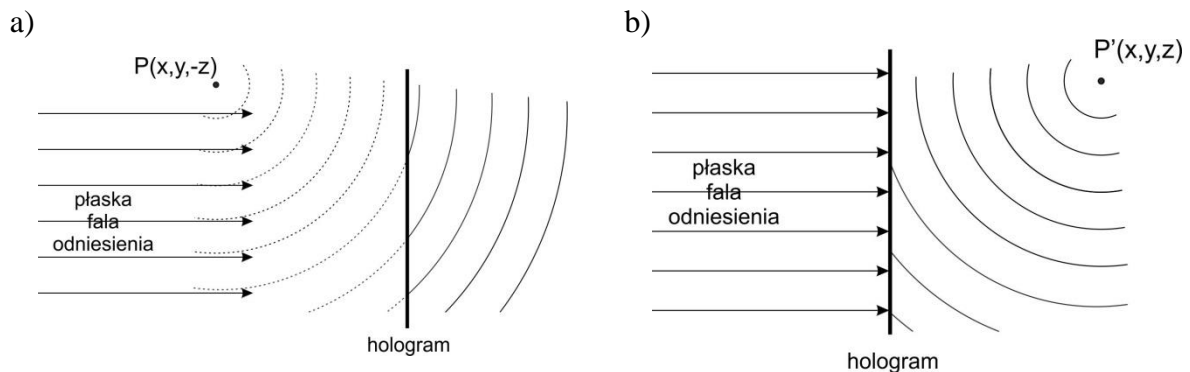 a)
P(x,y,-z)
płaska
fala
odniesienia
hologram
b)
P'(x,y,z)
płaska
fala
odniesienia
hologram